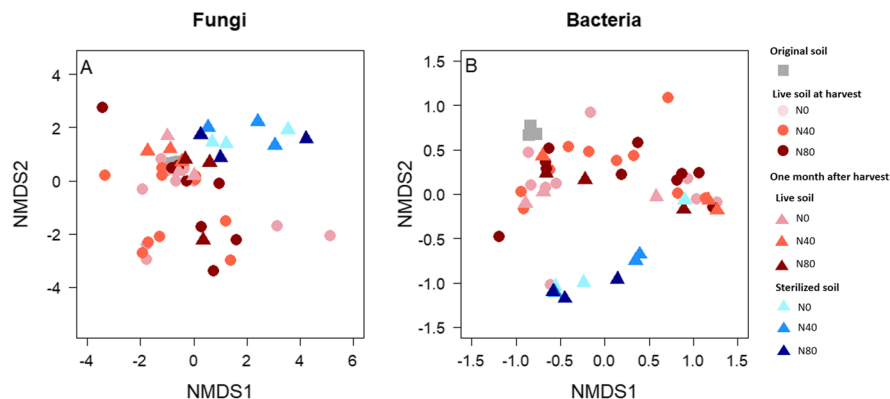 Fungi
Bacteria
A
4
2
0
-2
-4
-4
-2
0
2
4
6
NMDS1
NMDS2
B
1.5
1.0
0.5
0.0
-0.5
-1.0
-1.5
-1.5
-1.0
-0.5
0.0
0.5
1.0
1.5
NMDS1
NMDS2
Original soil
Live soil at harvest
N0
N40
N80
One month after harvest
Live soil
N0
N40
N80
Sterilized soil
N0
N40
N80